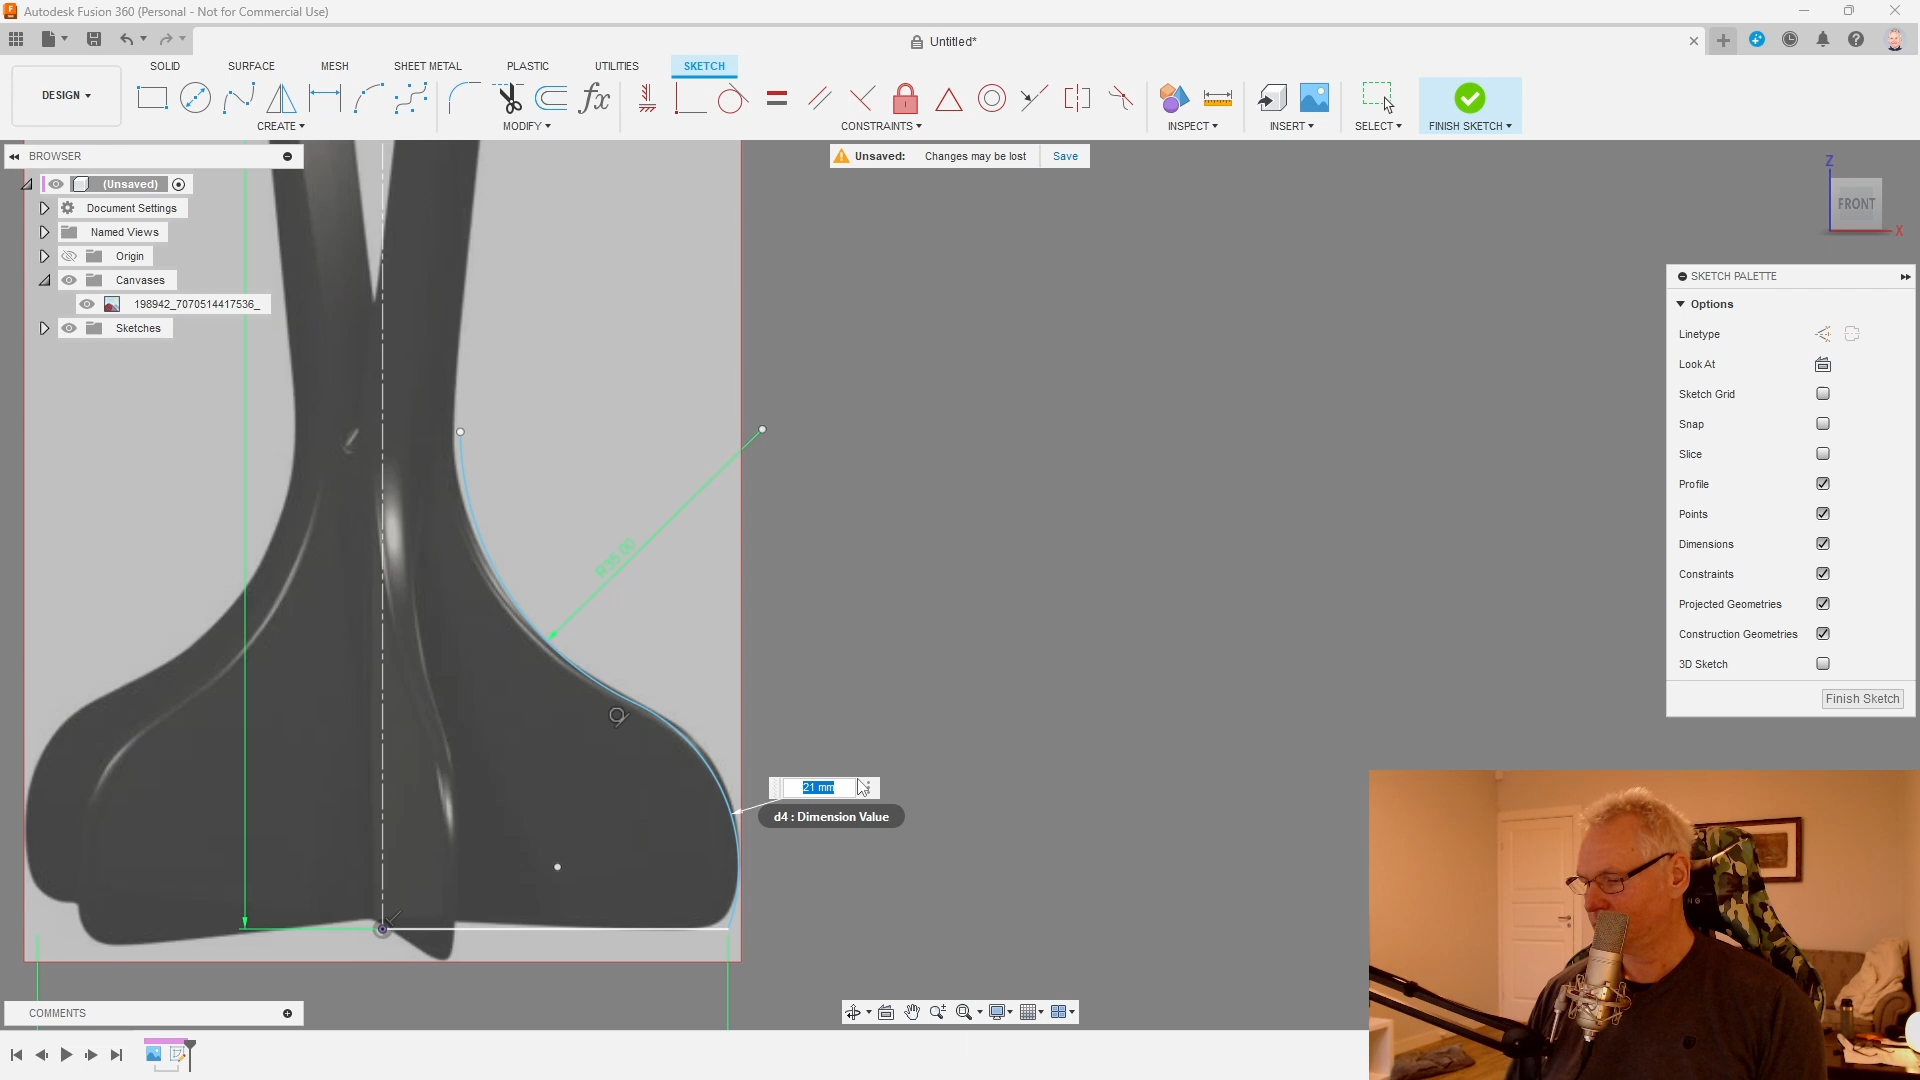 Autodesk Fusion 360 (Personal - Not for Commercial Use)
Untitled*
SOLID
SURFACE
MESH
SHEET METAL
PLASTIC
UTILITIES
SKETCH
DESIGN
CREATE
MODIFY
CONSTRAINTS
INSPECT
INSERT
SELECT
FINISH SKETCH
BROWSER
Unsaved: Changes may be lost Save
(Unsaved)
Document Settings
Named Views
Origin
Canvases
198942_7070514417536_
Sketches
Z
FRONT
X
SKETCH PALETTE
Options
Linetype
Look At
Sketch Grid
Snap
Slice
Profile
Points
Dimensions
Constraints
Projected Geometries
Construction Geometries
3D Sketch
Finish Sketch
R35.00
21 mm
d4 : Dimension Value
COMMENTS